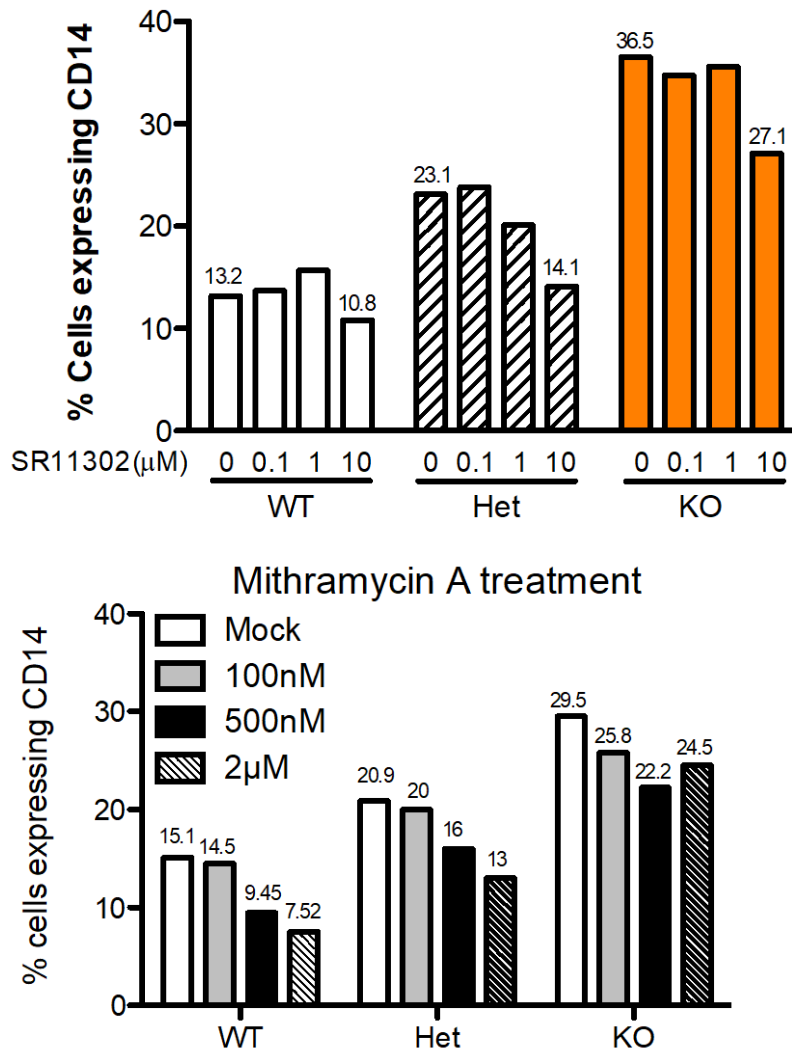 % Cells expressing CD14
40
30
20
10
0
13.2
10.8
23.1
14.1
36.5
27.1
SR11302(μM) 0 0.1 1 10 0 0.1 1 10 0 0.1 1 10
WT Het KO
Mithramycin A treatment
% cells expressing CD14
40
30
20
10
0
Mock
100nM
500nM
2μM
15.1
14.5
9.45
7.52
20.9
20
16
13
29.5
25.8
22.2
24.5
WT Het KO